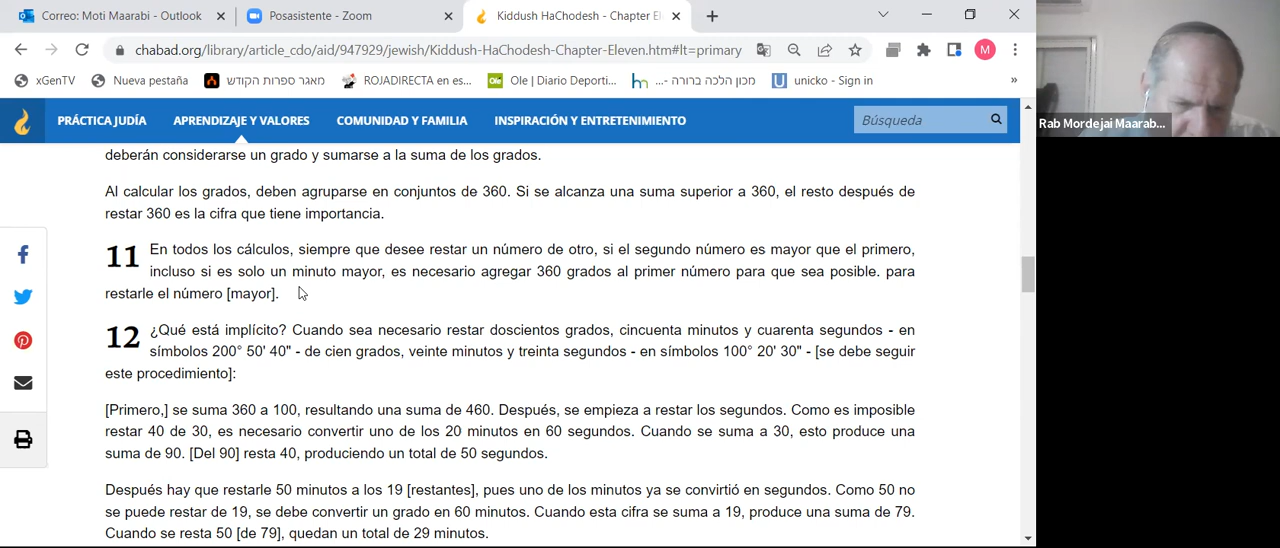 Correo: Moti Maarabi - Outlook
Posasistente - Zoom
Kiddush HaChodesh - Chapter El
chabad.org/library/article_cdo/aid/947929/jewish/Kiddush-HaChodesh-Chapter-Eleven.htm#lt=primary
M
xGenTV
Nueva pestaña
מאגר ספרות הקודש
ROJADIRECTA en es...
Ole | Diario Deporti...
מכון הלכה ברורה -...
unicko - Sign in
»
PRÁCTICA JUDÍA
APRENDIZAJE Y VALORES
COMUNIDAD Y FAMILIA
INSPIRACIÓN Y ENTRETENIMIENTO
Búsqueda
Rab Mordejai Maarab...
deberán considerarse un grado y sumarse a la suma de los grados.
Al calcular los grados, deben agruparse en conjuntos de 360. Si se alcanza una suma superior a 360, el resto después de
restar 360 es la cifra que tiene importancia.
11 En todos los cálculos, siempre que desee restar un número de otro, si el segundo número es mayor que el primero,
incluso si es solo un minuto mayor, es necesario agregar 360 grados al primer número para que sea posible. para
restarle el número [mayor].
12 ¿Qué está implícito? Cuando sea necesario restar doscientos grados, cincuenta minutos y cuarenta segundos - en
símbolos 200° 50' 40" - de cien grados, veinte minutos y treinta segundos - en símbolos 100° 20' 30" - [se debe seguir
este procedimiento]:
[Primero,] se suma 360 a 100, resultando una suma de 460. Después, se empieza a restar los segundos. Como es imposible
restar 40 de 30, es necesario convertir uno de los 20 minutos en 60 segundos. Cuando se suma a 30, esto produce una
suma de 90. [Del 90] resta 40, produciendo un total de 50 segundos.
Después hay que restarle 50 minutos a los 19 [restantes], pues uno de los minutos ya se convirtió en segundos. Como 50 no
se puede restar de 19, se debe convertir un grado en 60 minutos. Cuando esta cifra se suma a 19, produce una suma de 79.
Cuando se resta 50 [de 79], quedan un total de 29 minutos.